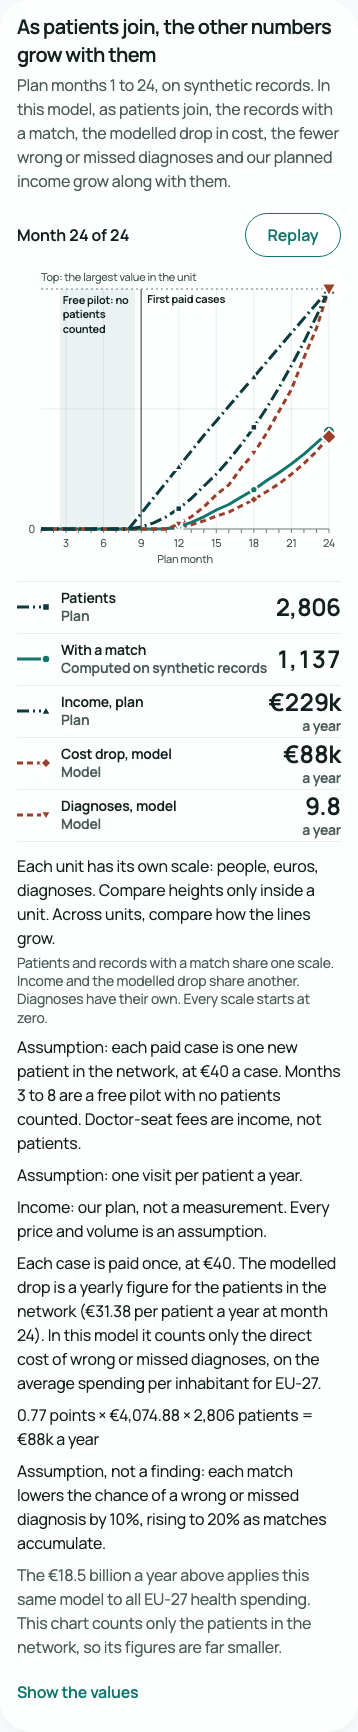 As patients join, the other numbers
grow with them
Plan months 1 to 24, on synthetic records. In
this model, as patients join, the records with
a match, the modelled drop in cost, the fewer
wrong or missed diagnoses and our planned
income grow along with them.
Month 24 of 24
Replay
Top: the largest value in the unit
Free pilot: no
patients
counted
First paid cases
0
3 6 9 12 15 18 21 24
Plan month
Patients
Plan
2,806
With a match
Computed on synthetic records
1,137
Income, plan
Plan
€229k
a year
Cost drop, model
Model
€88k
a year
Diagnoses, model
Model
9.8
a year
Each unit has its own scale: people, euros,
diagnoses. Compare heights only inside a
unit. Across units, compare how the lines
grow.
Patients and records with a match share one scale.
Income and the modelled drop share another.
Diagnoses have their own. Every scale starts at
zero.
Assumption: each paid case is one new
patient in the network, at €40 a case. Months
3 to 8 are a free pilot with no patients
counted. Doctor-seat fees are income, not
patients.
Assumption: one visit per patient a year.
Income: our plan, not a measurement. Every
price and volume is an assumption.
Each case is paid once, at €40. The modelled
drop is a yearly figure for the patients in the
network (€31.38 per patient a year at month
24). In this model it counts only the direct
cost of wrong or missed diagnoses, on the
average spending per inhabitant for EU-27.
0.77 points × €4,074.88 × 2,806 patients =
€88k a year
Assumption, not a finding: each match
lowers the chance of a wrong or missed
diagnosis by 10%, rising to 20% as matches
accumulate.
The €18.5 billion a year above applies this
same model to all EU-27 health spending.
This chart counts only the patients in the
network, so its figures are far smaller.
Show the values